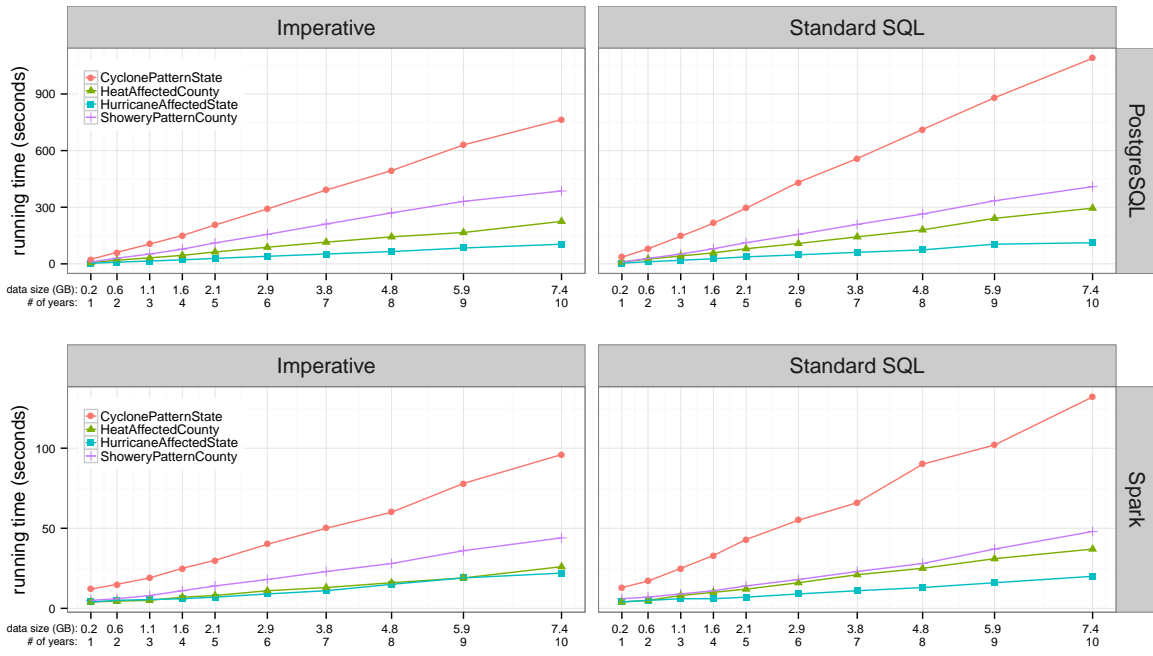 Imperative
Standard SQL
running time (seconds)
900
600
300
0
CyclonePatternState
HeatAffectedCounty
HurricaneAffectedState
ShoweryPatternCounty
PostgreSQL
data size (GB): 0.2 0.6 1.1 1.6 2.1 2.9 3.8 4.8 5.9 7.4 0.2 0.6 1.1 1.6 2.1 2.9 3.8 4.8 5.9 7.4
# of years: 1 2 3 4 5 6 7 8 9 10 1 2 3 4 5 6 7 8 9 10
Imperative
Standard SQL
running time (seconds)
100
50
0
CyclonePatternState
HeatAffectedCounty
HurricaneAffectedState
ShoweryPatternCounty
Spark
data size (GB): 0.2 0.6 1.1 1.6 2.1 2.9 3.8 4.8 5.9 7.4 0.2 0.6 1.1 1.6 2.1 2.9 3.8 4.8 5.9 7.4
# of years: 1 2 3 4 5 6 7 8 9 10 1 2 3 4 5 6 7 8 9 10